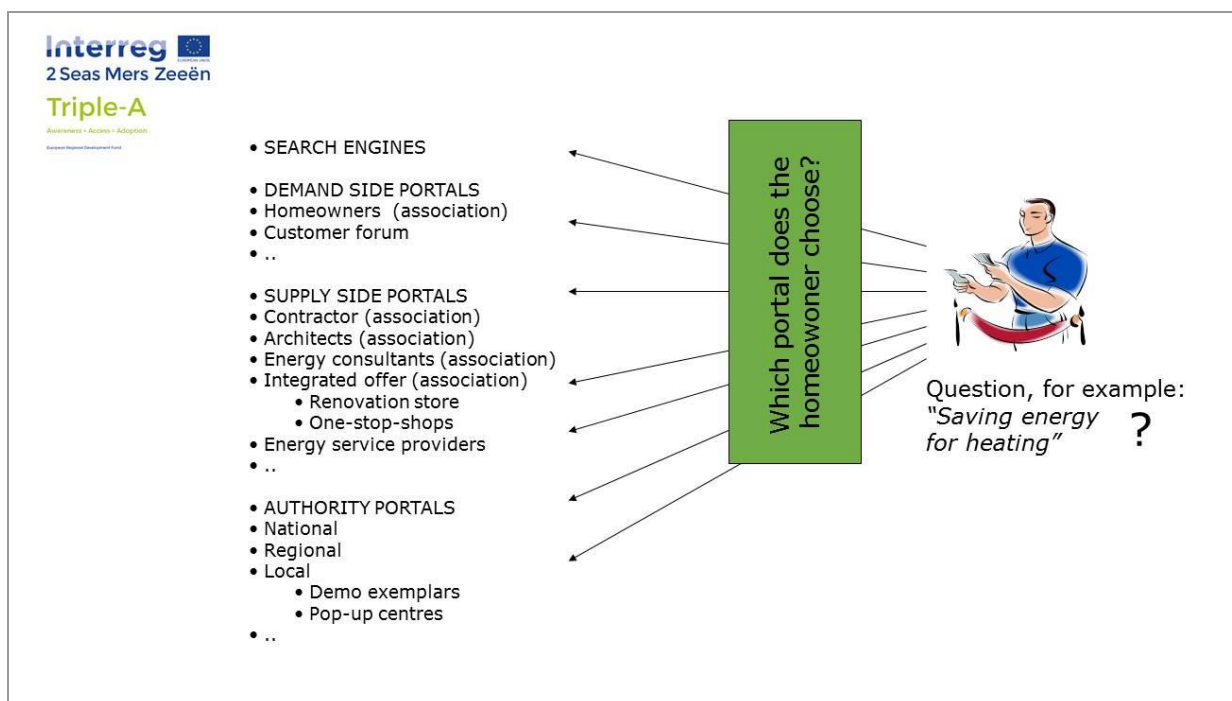 Interreg
EUROPEAN UNION
2 Seas Mers Zeeën
Triple-A
Awareness • Access • Adoption
European Regional Development Fund
• SEARCH ENGINES
• DEMAND SIDE PORTALS
• Homeowners (association)
• Customer forum
• ..
• SUPPLY SIDE PORTALS
• Contractor (association)
• Architects (association)
• Energy consultants (association)
• Integrated offer (association)
• Renovation store
• One-stop-shops
• Energy service providers
• ..
• AUTHORITY PORTALS
• National
• Regional
• Local
• Demo exemplars
• Pop-up centres
• ..
Which portal does the
homeowoner choose?
Question, for example:
“Saving energy
for heating” ?